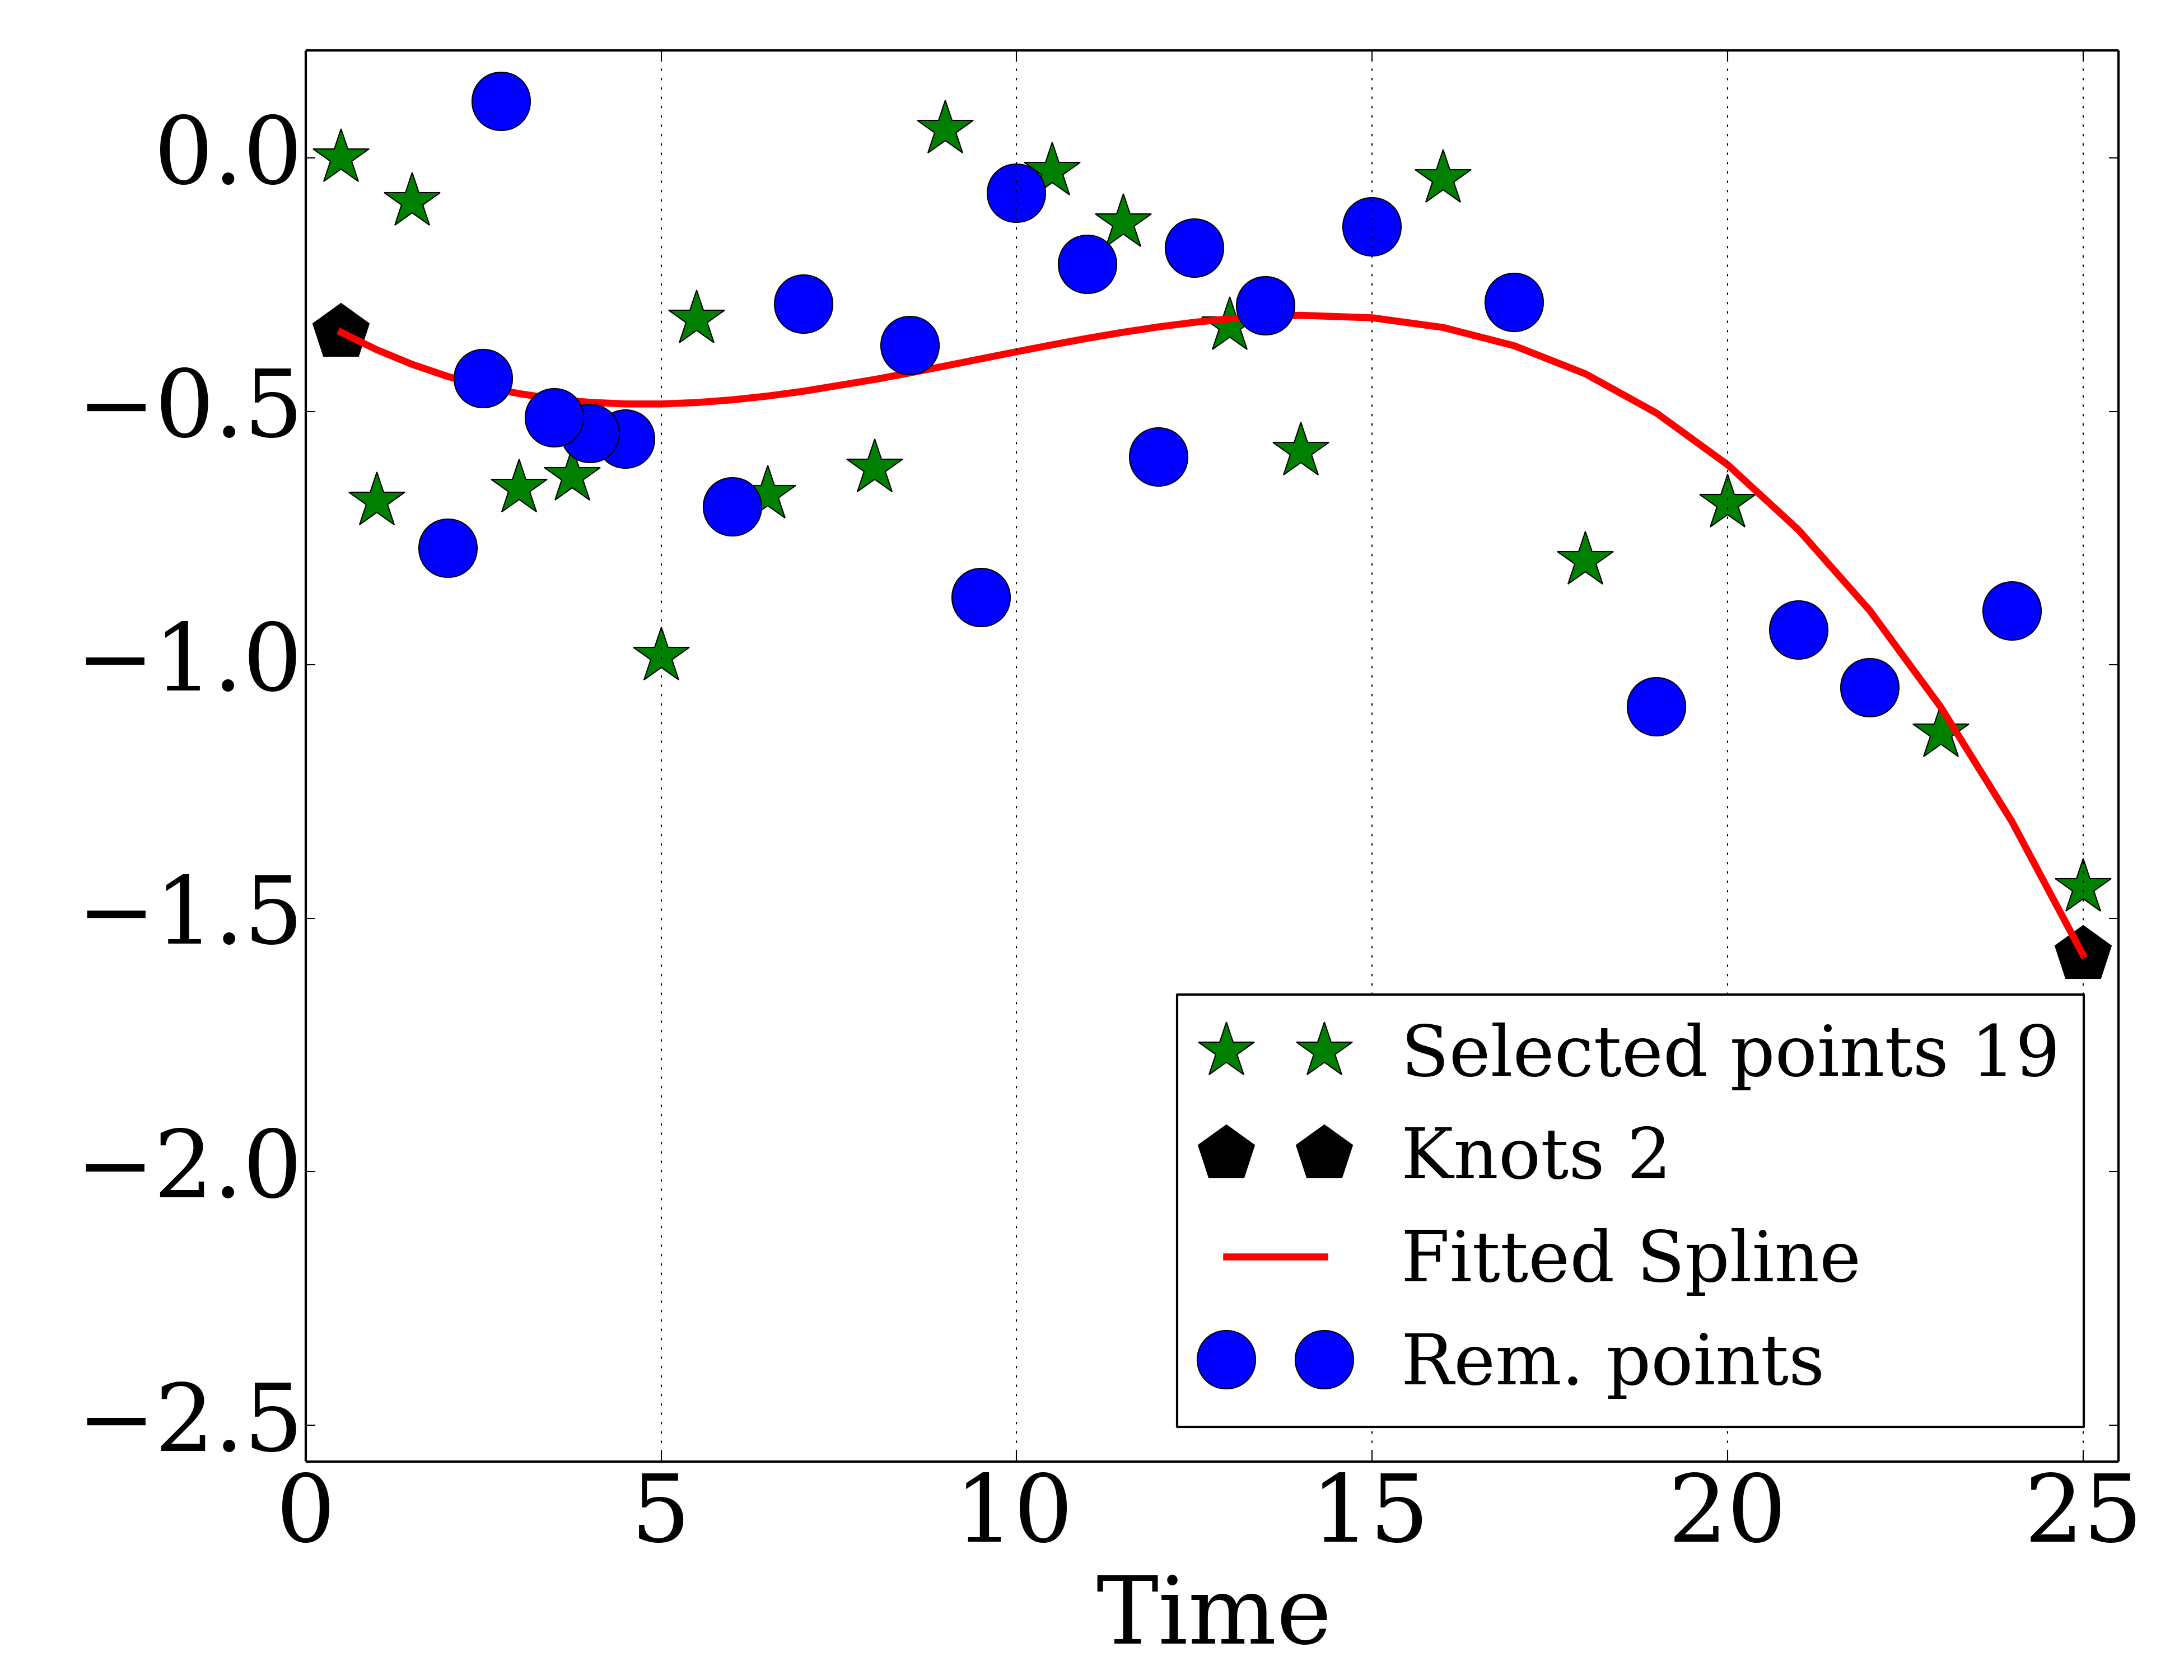 0.0
−0.5
−1.0
−1.5
−2.0
−2.5
Selected points 19
Knots 2
Fitted Spline
Rem. points
0 5 10 15 20 25
Time